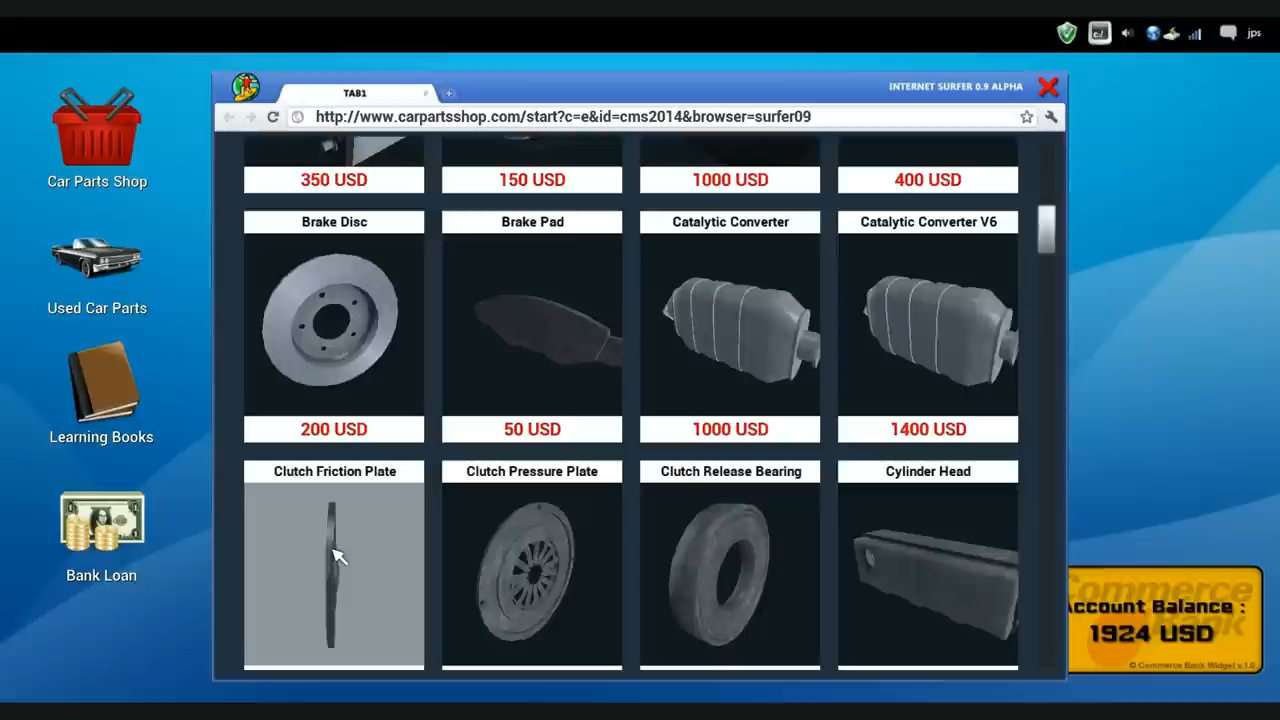 jps
TAB1
INTERNET SURFER 0.9 ALPHA
http://www.carpartsshop.com/start?c=e&id=cms2014&browser=surfer09
Car Parts Shop
Used Car Parts
Learning Books
Bank Loan
350 USD
150 USD
1000 USD
400 USD
Brake Disc
Brake Pad
Catalytic Converter
Catalytic Converter V6
200 USD
50 USD
1000 USD
1400 USD
Clutch Friction Plate
Clutch Pressure Plate
Clutch Release Bearing
Cylinder Head
Commerce
Bank
Account Balance :
1924 USD
© Commerce Bank Widget v.1.0